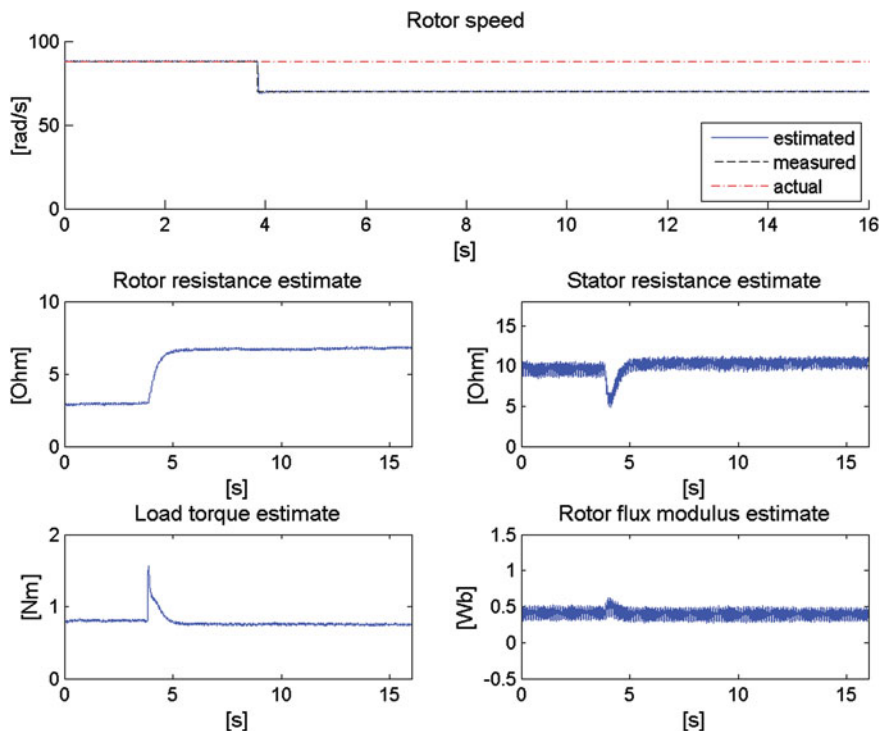 Rotor speed
100
50
0
[rad/s]
estimated
measured
actual
0 2 4 6 8 10 12 14 16
[s]
Rotor resistance estimate
10
5
0
[Ohm]
0 5 10 15
[s]
Stator resistance estimate
15
10
5
0
[Ohm]
0 5 10 15
[s]
Load torque estimate
2
1
0
[Nm]
0 5 10 15
[s]
Rotor flux modulus estimate
1.5
1
0.5
0
-0.5
[Wb]
0 5 10 15
[s]